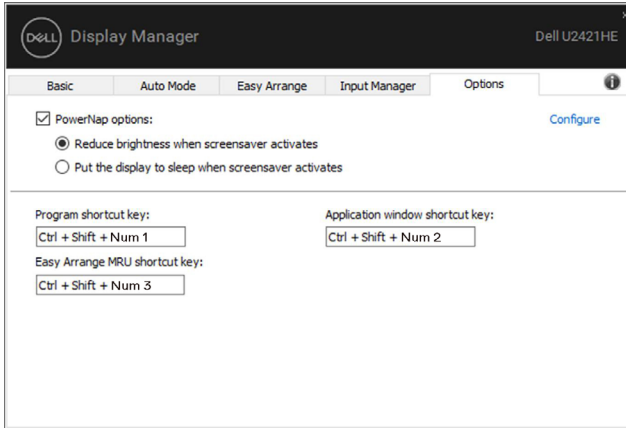 DELL Display Manager
Dell U2421HE
Basic Auto Mode Easy Arrange Input Manager Options
PowerNap options:
Configure
Reduce brightness when screensaver activates
Put the display to sleep when screensaver activates
Program shortcut key:
Application window shortcut key:
Ctrl + Shift + Num 1
Ctrl + Shift + Num 2
Easy Arrange MRU shortcut key:
Ctrl + Shift + Num 3